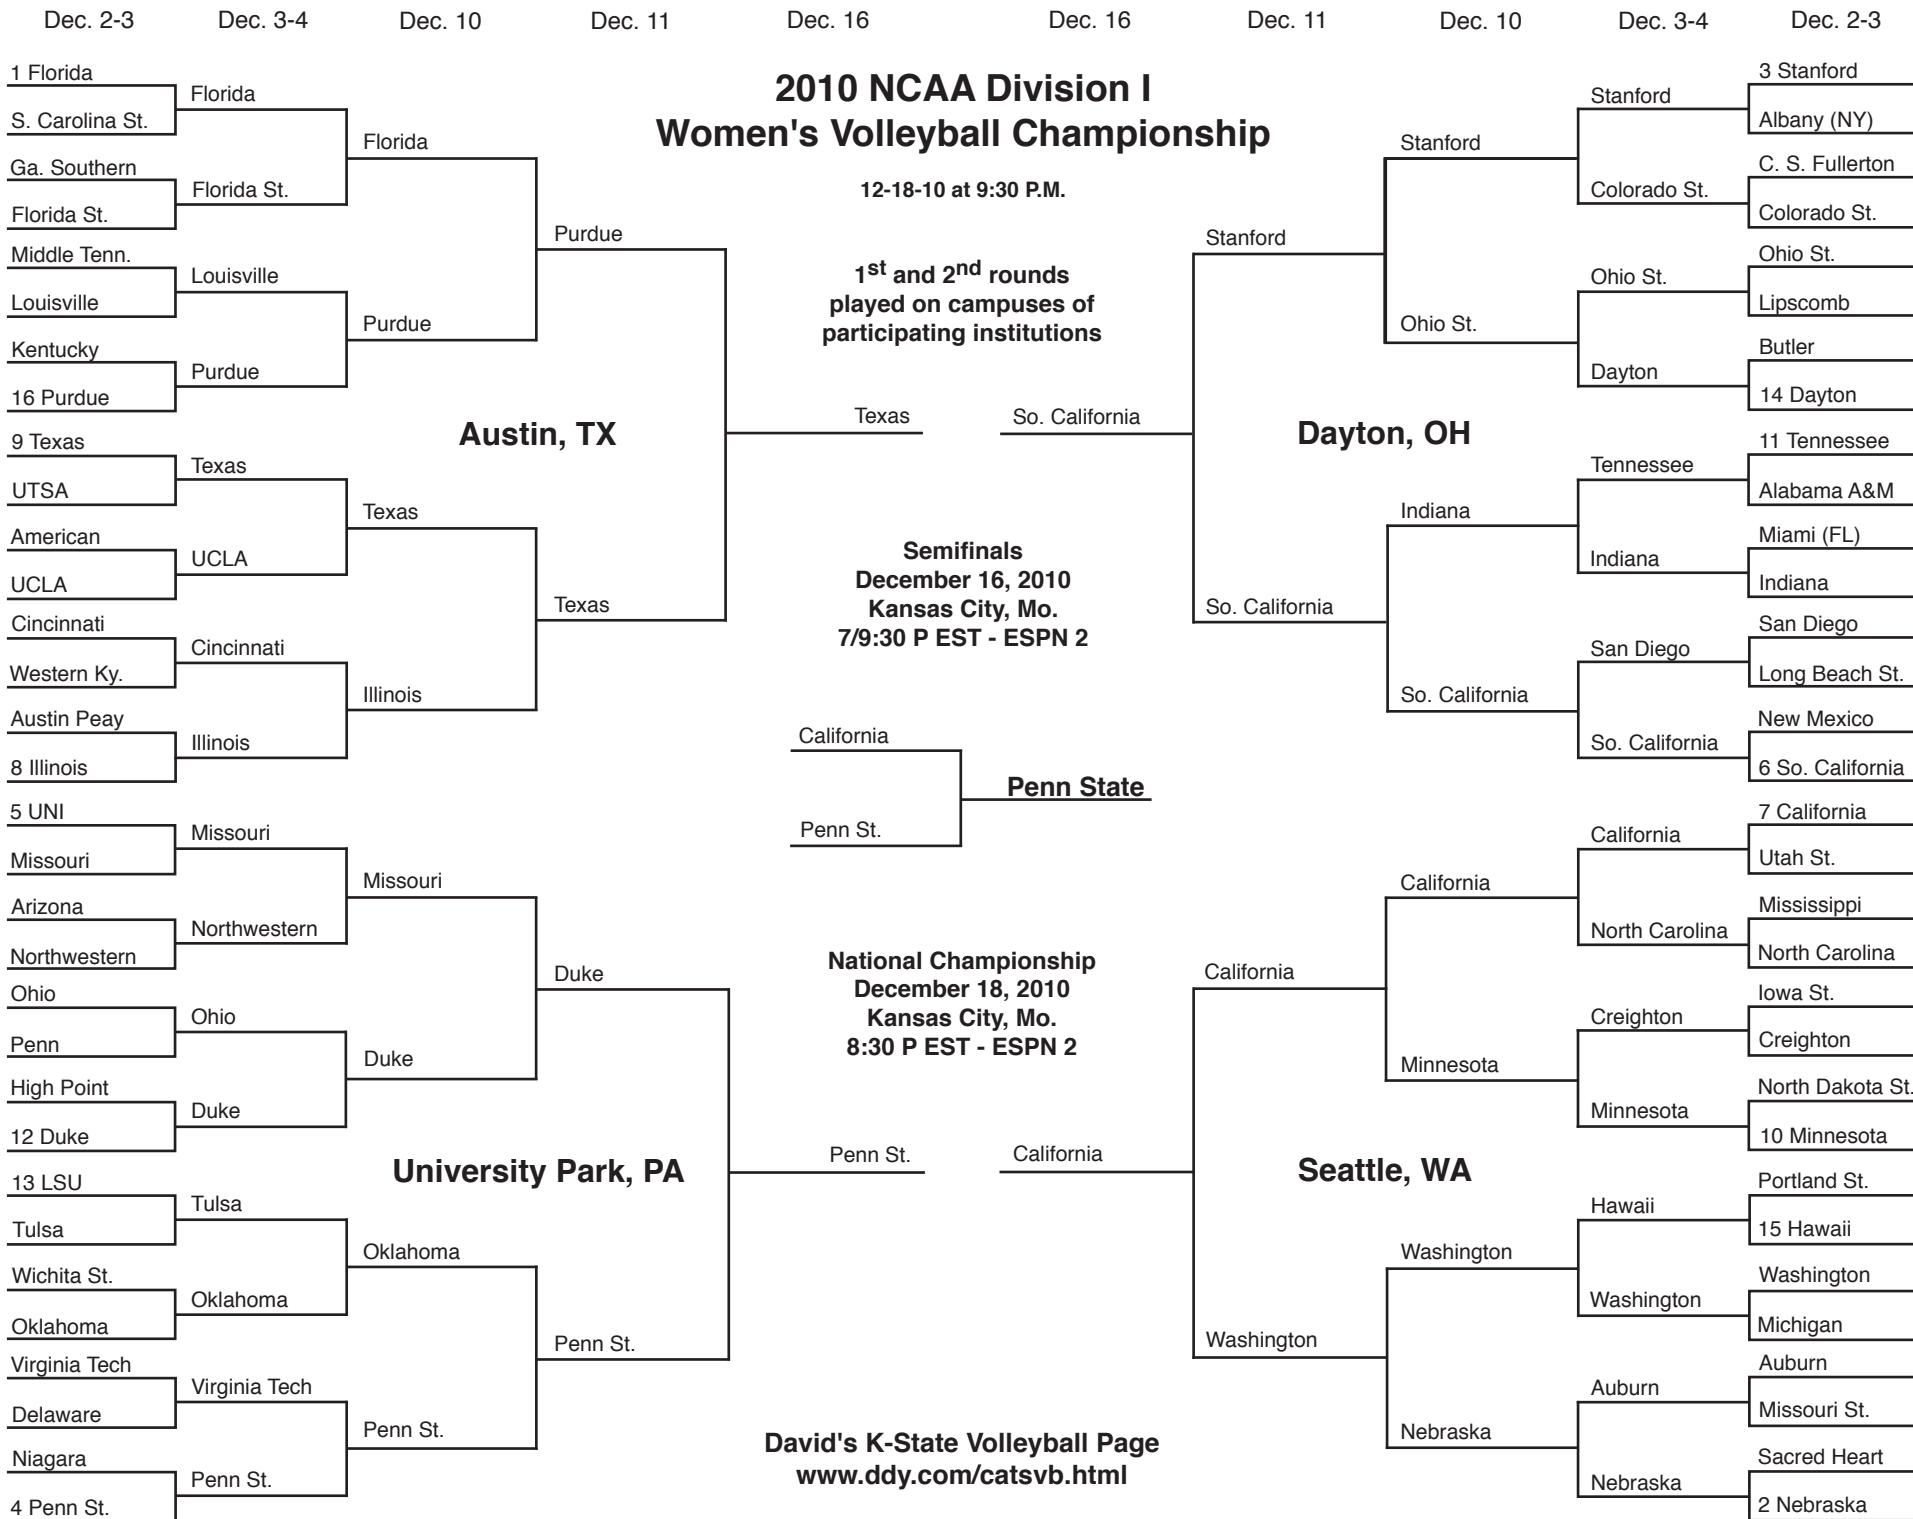 Dec. 2-3 Dec. 3-4 Dec. 10 Dec. 11 Dec. 16 Dec. 16 Dec. 11 Dec. 10 Dec. 3-4 Dec. 2-3
2010 NCAA Division I
Women's Volleyball Championship
12-18-10 at 9:30 P.M.
1st and 2nd rounds
played on campuses of
participating institutions
1 Florida
S. Carolina St.
Ga. Southern
Florida St.
Middle Tenn.
Louisville
Kentucky
16 Purdue
9 Texas
UTSA
American
UCLA
Cincinnati
Western Ky.
Austin Peay
8 Illinois
5 UNI
Missouri
Arizona
Northwestern
Ohio
Penn
High Point
12 Duke
13 LSU
Tulsa
Wichita St.
Oklahoma
Virginia Tech
Delaware
Niagara
4 Penn St.
Florida
Florida St.
Louisville
Purdue
Texas
UCLA
Cincinnati
Illinois
Missouri
Northwestern
Ohio
Duke
Tulsa
Oklahoma
Virginia Tech
Penn St.
Florida
Purdue
Texas
Illinois
Missouri
Duke
Oklahoma
Penn St.
Purdue
Texas
Duke
Penn St.
Austin, TX
University Park, PA
Texas
Penn St.
Semifinals
December 16, 2010
Kansas City, Mo.
7/9:30 P EST - ESPN 2
California
Penn St.
Penn State
National Championship
December 18, 2010
Kansas City, Mo.
8:30 P EST - ESPN 2
David's K-State Volleyball Page
www.ddy.com/catsvb.html
So. California
California
Dayton, OH
Seattle, WA
Stanford
So. California
California
Washington
Stanford
Ohio St.
Indiana
So. California
California
Minnesota
Washington
Nebraska
Stanford
Colorado St.
Ohio St.
Dayton
Tennessee
Indiana
San Diego
So. California
California
North Carolina
Creighton
Minnesota
Hawaii
Washington
Auburn
Nebraska
3 Stanford
Albany (NY)
C. S. Fullerton
Colorado St.
Ohio St.
Lipscomb
Butler
14 Dayton
11 Tennessee
Alabama A&M
Miami (FL)
Indiana
San Diego
Long Beach St.
New Mexico
6 So. California
7 California
Utah St.
Mississippi
North Carolina
Iowa St.
Creighton
North Dakota St.
10 Minnesota
Portland St.
15 Hawaii
Washington
Michigan
Auburn
Missouri St.
Sacred Heart
2 Nebraska